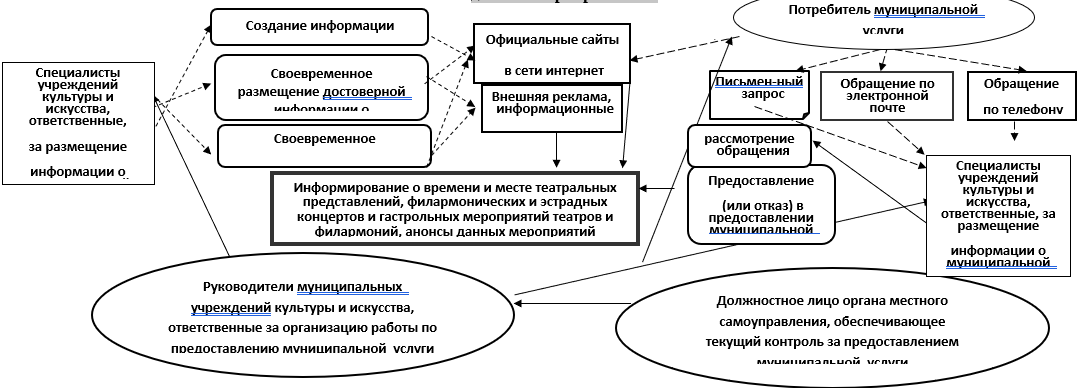 Специалисты
учреждений
культуры и
искусства,
ответственные,
за размещение
информации о
Создание информации
Своевременное
размещение достоверной
информации о
Своевременное
Официальные сайты
в сети интернет
Внешняя реклама,
информационные
Потребитель муниципальной
услуги
Письмен-ный
запрос
Обращение по
электронной
почте
Обращение
по телефону
рассмотрение
обращения
Предоставление
(или отказ) в
предоставлении
муниципальной
Специалисты
учреждений
культуры и
искусства,
ответственные, за
размещение
информации о
муниципальной
Информирование о времени и месте театральных
представлений, филармонических и эстрадных
концертов и гастрольных мероприятий театров и
филармоний, анонсы данных мероприятий
Руководители муниципальных
учреждений культуры и искусства,
ответственные за организацию работы по
предоставлению муниципальной услуги
Должностное лицо органа местного
самоуправления, обеспечивающее
текущий контроль за предоставлением
муниципальной услуги